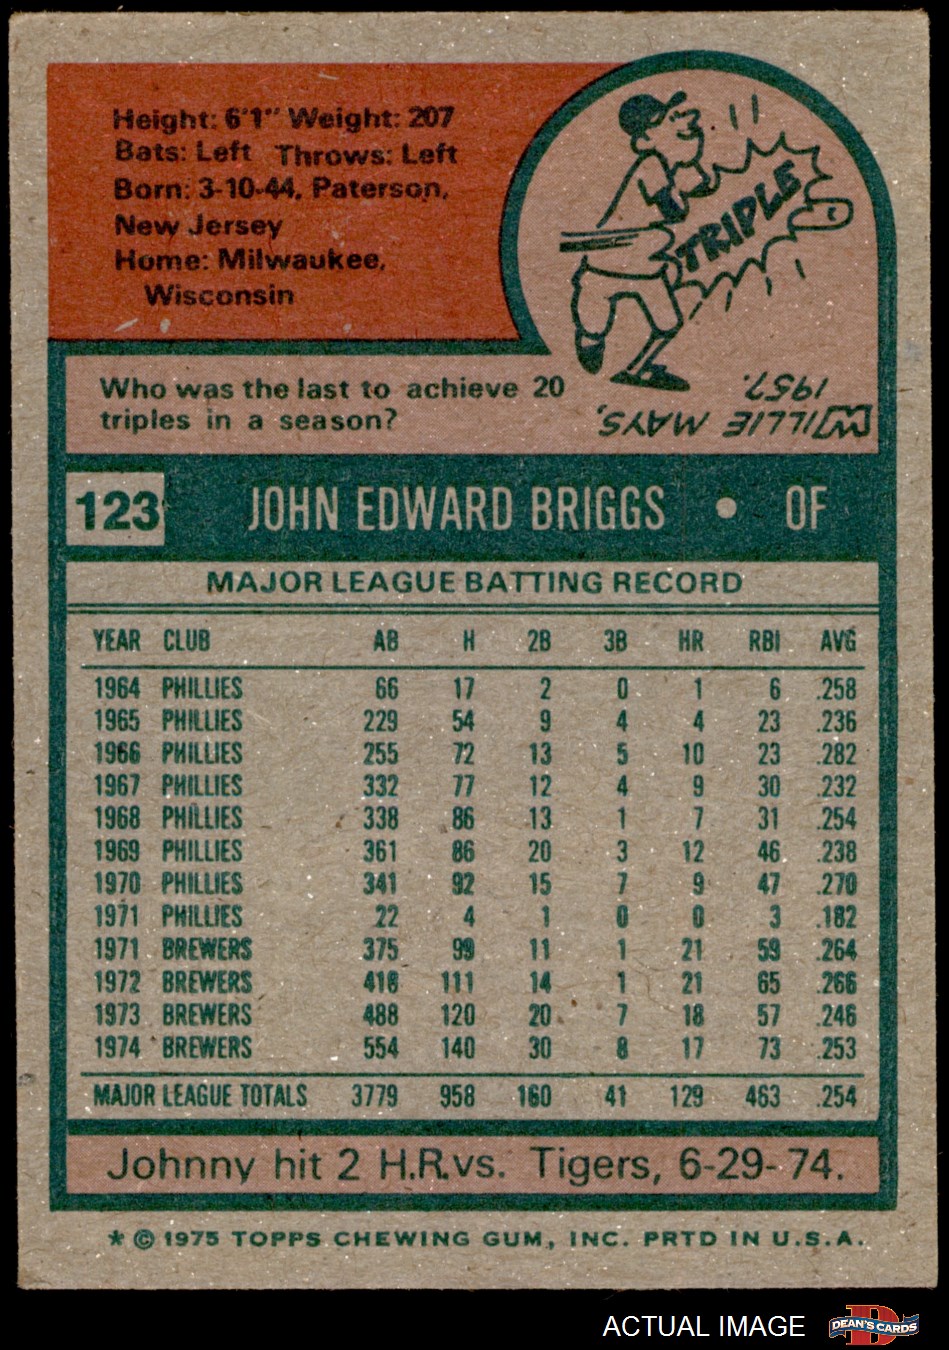 Height: 6'1" Weight: 207
Bats: Left Throws: Left
Born: 3-10-44, Paterson,
New Jersey
Home: Milwaukee,
Wisconsin
TRIPLE
Who was the last to achieve 20
triples in a season?
WILLIE MAYS,
1957.
123 JOHN EDWARD BRIGGS • OF
MAJOR LEAGUE BATTING RECORD
YEAR CLUB AB H 2B 3B HR RBI AVG
1964 PHILLIES 66 17 2 0 1 6 .258
1965 PHILLIES 229 54 9 4 4 23 .236
1966 PHILLIES 255 72 13 5 10 23 .282
1967 PHILLIES 332 77 12 4 9 30 .232
1968 PHILLIES 338 86 13 1 7 31 .254
1969 PHILLIES 361 86 20 3 12 46 .238
1970 PHILLIES 341 92 15 7 9 47 .270
1971 PHILLIES 22 4 1 0 0 3 .182
1971 BREWERS 375 99 11 1 21 59 .264
1972 BREWERS 418 111 14 1 21 65 .266
1973 BREWERS 488 120 20 7 18 57 .246
1974 BREWERS 554 140 30 8 17 73 .253
MAJOR LEAGUE TOTALS 3779 958 160 41 129 463 .254
Johnny hit 2 H.R. vs. Tigers, 6-29-74.
* © 1975 TOPPS CHEWING GUM, INC. PRTD IN U.S.A.
ACTUAL IMAGE DEAN'S CARDS